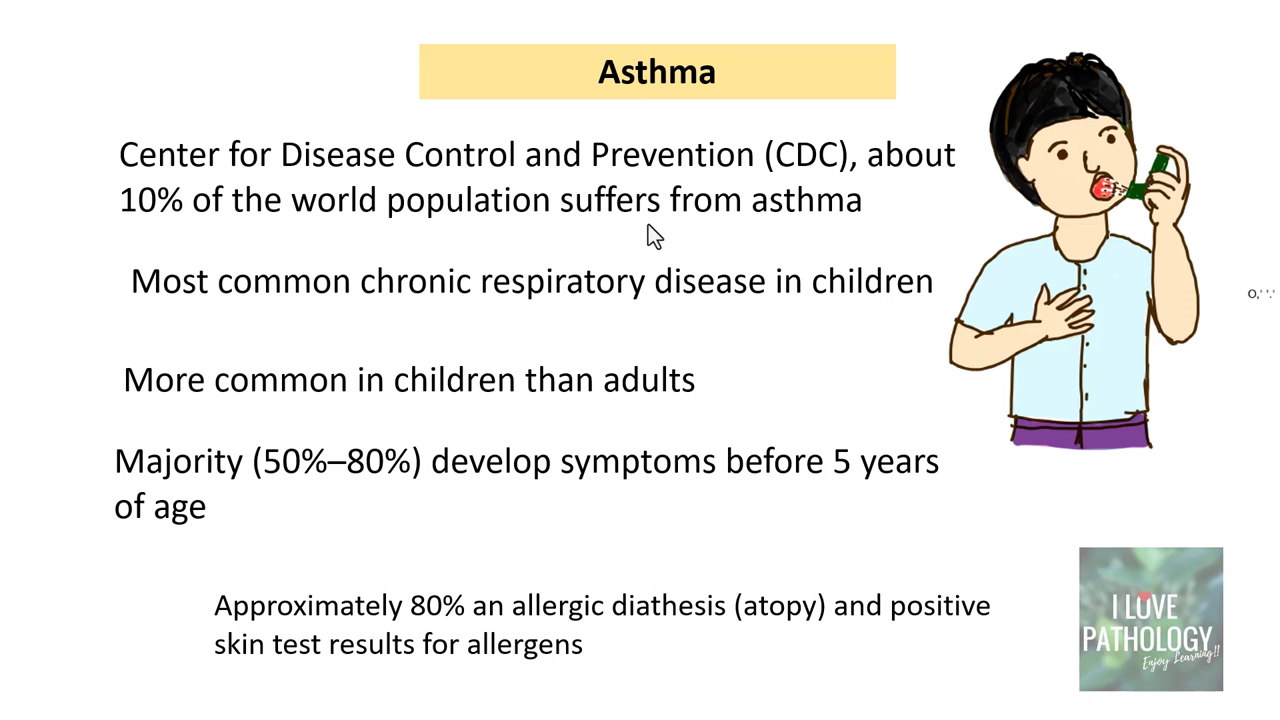 Asthma
Center for Disease Control and Prevention (CDC), about
10% of the world population suffers from asthma
Most common chronic respiratory disease in children
More common in children than adults
Majority (50%–80%) develop symptoms before 5 years
of age
Approximately 80% an allergic diathesis (atopy) and positive
skin test results for allergens
I LOVE
PATHOLOGY
Enjoy Learning!!